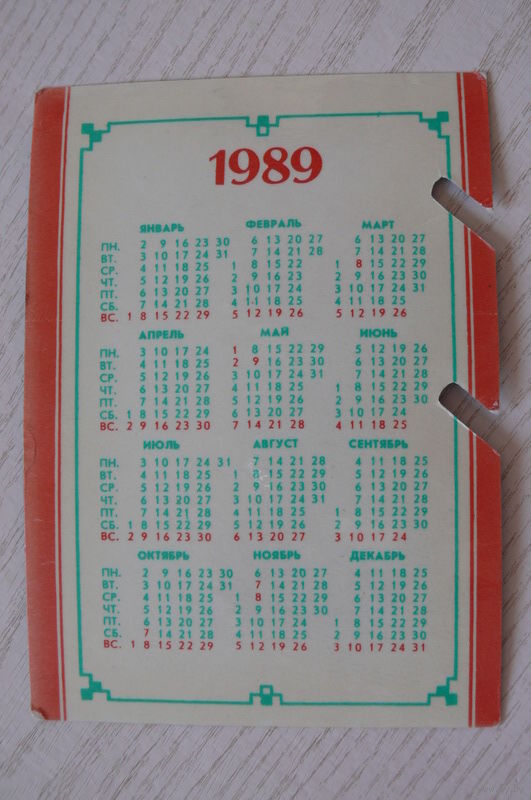 1989
ЯНВАРЬ ФЕВРАЛЬ МАРТ
ПН. 2 9 16 23 30 6 13 20 27 6 13 20 27
ВТ. 3 10 17 24 31 7 14 21 28 7 14 21 28
СР. 4 11 18 25 1 8 15 22 1 8 15 22 29
ЧТ. 5 12 19 26 2 9 16 23 2 9 16 23 30
ПТ. 6 13 20 27 3 10 17 24 3 10 17 24 31
СБ. 7 14 21 28 4 11 18 25 4 11 18 25
ВС. 1 8 15 22 29 5 12 19 26 5 12 19 26
АПРЕЛЬ МАЙ ИЮНЬ
ПН. 3 10 17 24 1 8 15 22 29 5 12 19 26
ВТ. 4 11 18 25 2 9 16 23 30 6 13 20 27
СР. 5 12 19 26 3 10 17 24 31 7 14 21 28
ЧТ. 6 13 20 27 4 11 18 25 1 8 15 22 29
ПТ. 7 14 21 28 5 12 19 26 2 9 16 23 30
СБ. 1 8 15 22 29 6 13 20 27 3 10 17 24
ВС. 2 9 16 23 30 7 14 21 28 4 11 18 25
ИЮЛЬ АВГУСТ СЕНТЯБРЬ
ПН. 3 10 17 24 31 7 14 21 28 4 11 18 25
ВТ. 4 11 18 25 1 8 15 22 29 5 12 19 26
СР. 5 12 19 26 2 9 16 23 30 6 13 20 27
ЧТ. 6 13 20 27 3 10 17 24 31 7 14 21 28
ПТ. 7 14 21 28 4 11 18 25 1 8 15 22 29
СБ. 1 8 15 22 29 5 12 19 26 2 9 16 23 30
ВС. 2 9 16 23 30 6 13 20 27 3 10 17 24
ОКТЯБРЬ НОЯБРЬ ДЕКАБРЬ
ПН. 2 9 16 23 30 6 13 20 27 4 11 18 25
ВТ. 3 10 17 24 31 7 14 21 28 5 12 19 26
СР. 4 11 18 25 1 8 15 22 29 6 13 20 27
ЧТ. 5 12 19 26 2 9 16 23 30 7 14 21 28
ПТ. 6 13 20 27 3 10 17 24 1 8 15 22 29
СБ. 7 14 21 28 4 11 18 25 2 9 16 23 30
ВС. 1 8 15 22 29 5 12 19 26 3 10 17 24 31